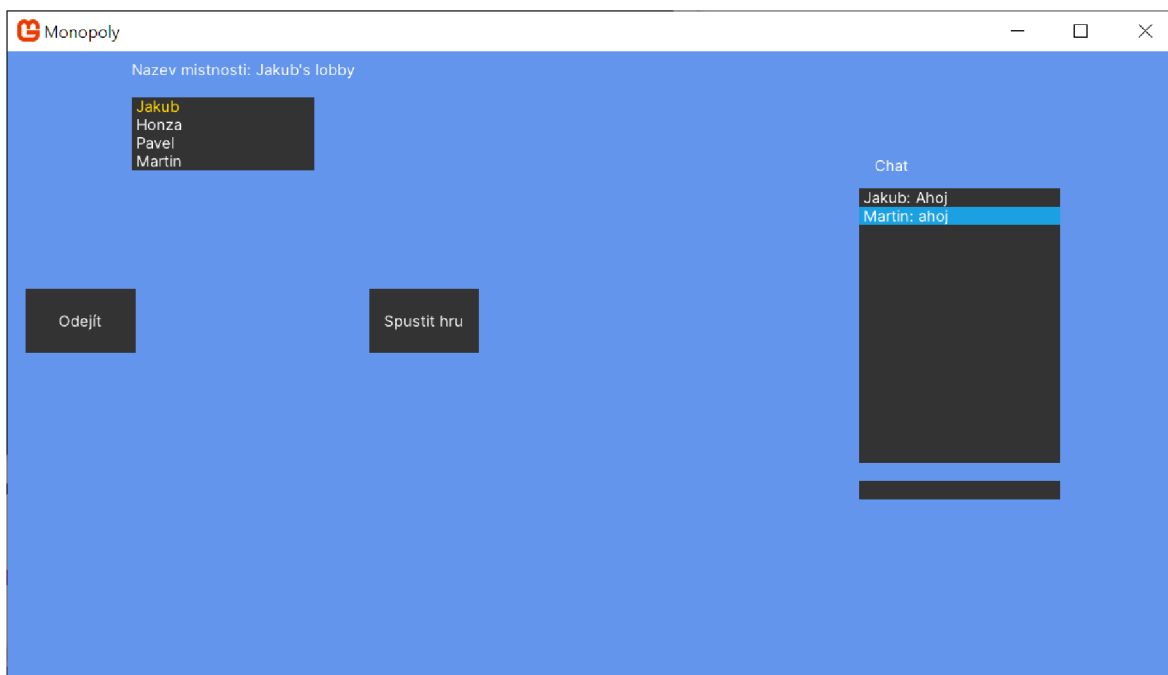 Monopoly
Nazev mistnosti: Jakub's lobby
Jakub
Honza
Pavel
Martin
Chat
Jakub: Ahoj
Martin: ahoj
Odejít
Spustit hru